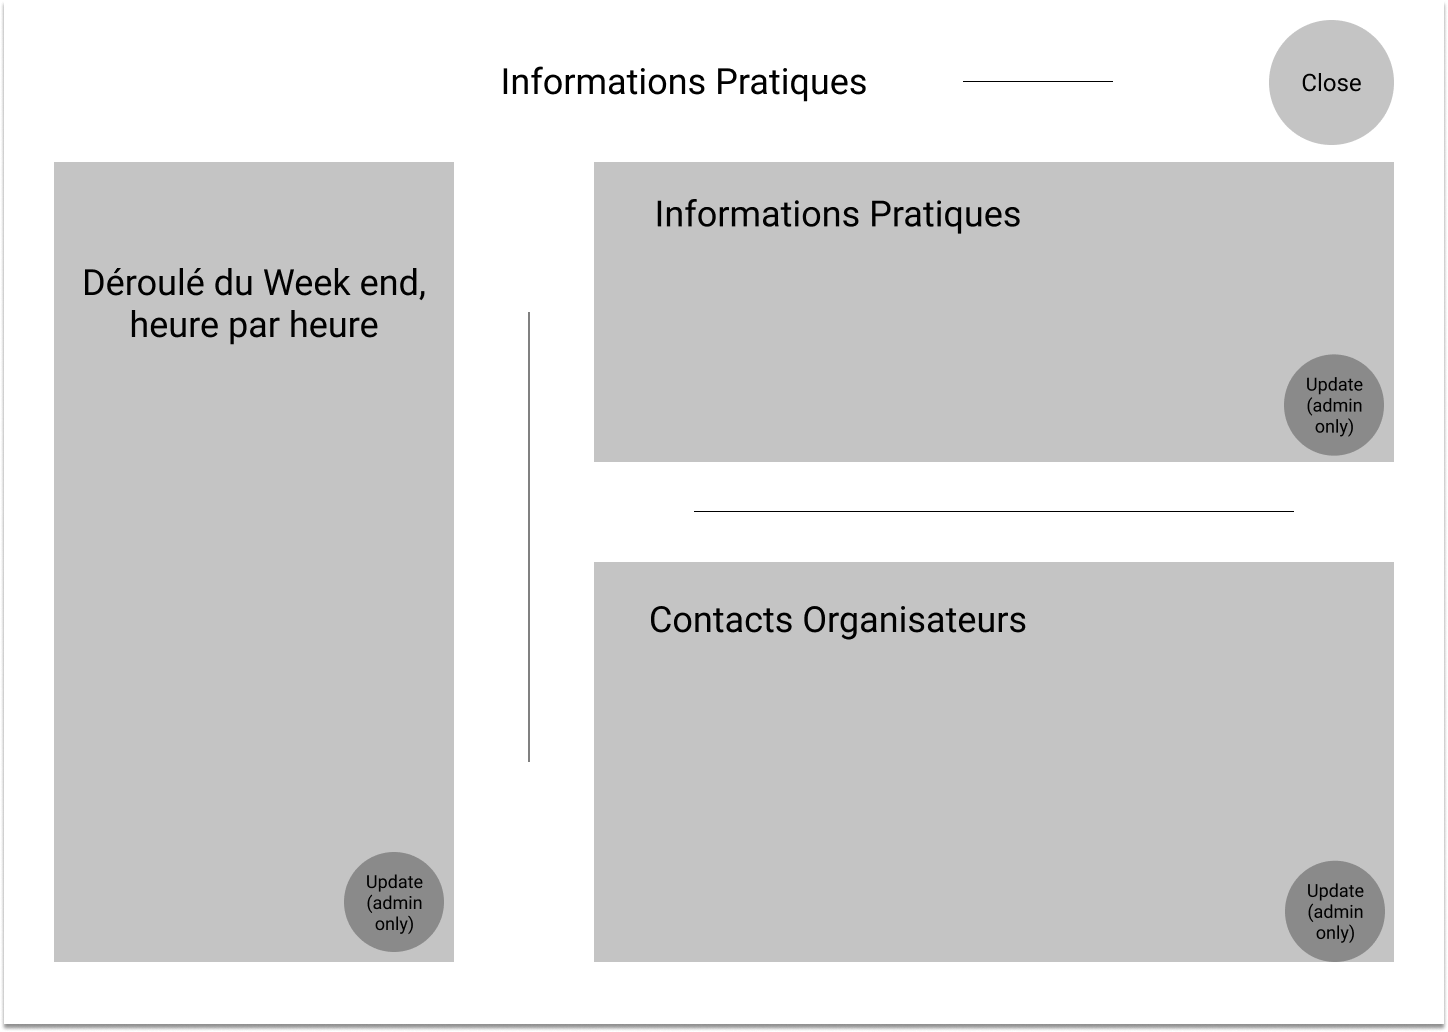 Informations Pratiques
Close
Déroulé du Week end,
heure par heure
Update
(admin
only)
Informations Pratiques
Update
(admin
only)
Contacts Organisateurs
Update
(admin
only)